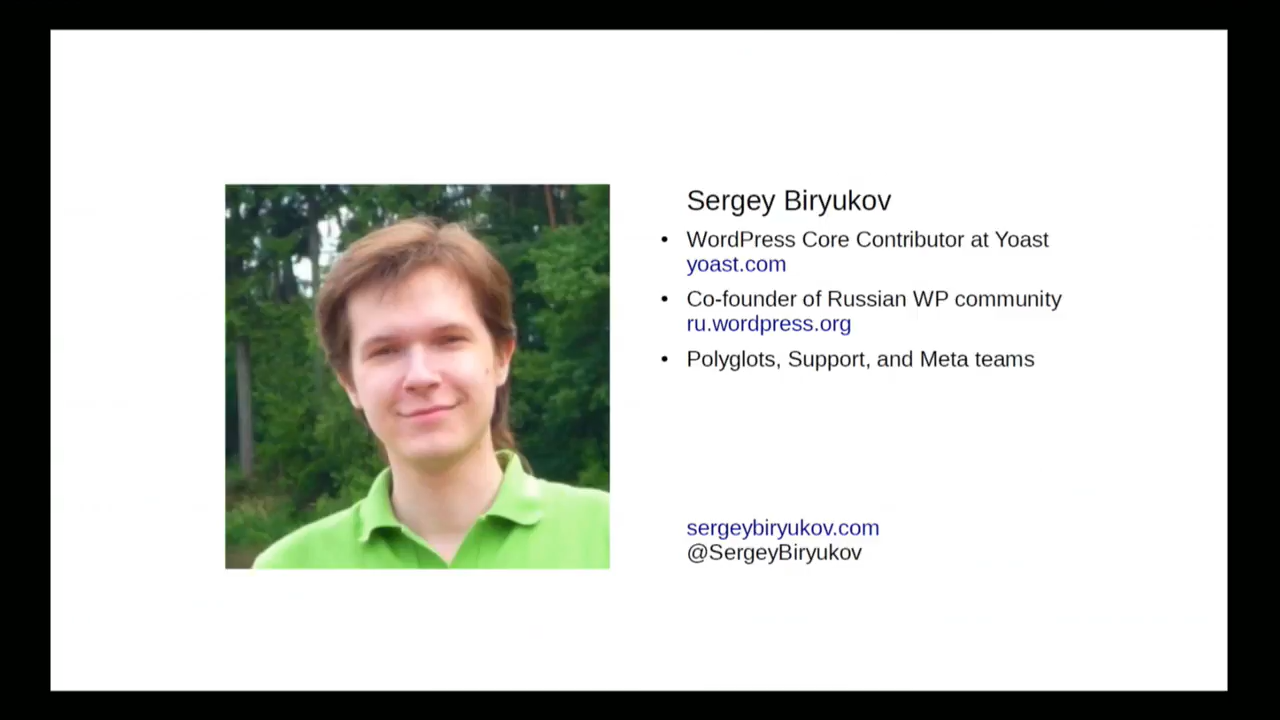 Sergey Biryukov
• WordPress Core Contributor at Yoast
yoast.com
• Co-founder of Russian WP community
ru.wordpress.org
• Polyglots, Support, and Meta teams
sergeybiryukov.com
@SergeyBiryukov